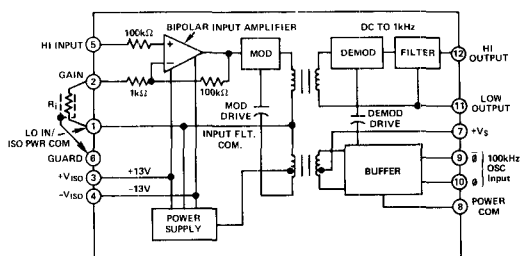 BIPOLAR INPUT AMPLIFIER
DC TO 1kHz
HI INPUT 5
100kΩ
+
−
MOD
DEMOD
FILTER
12 HI OUTPUT
GAIN 2
1kΩ
100kΩ
MOD DRIVE
DEMOD DRIVE
11 LOW OUTPUT
Ri
1
LO IN/ ISO PWR COM
INPUT FLT. COM.
7 +VS
GUARD 6
9 Ø̅
10 Ø
100kHz OSC Input
BUFFER
+VISO 3
+13V
−VISO 4
−13V
8 POWER COM
POWER SUPPLY